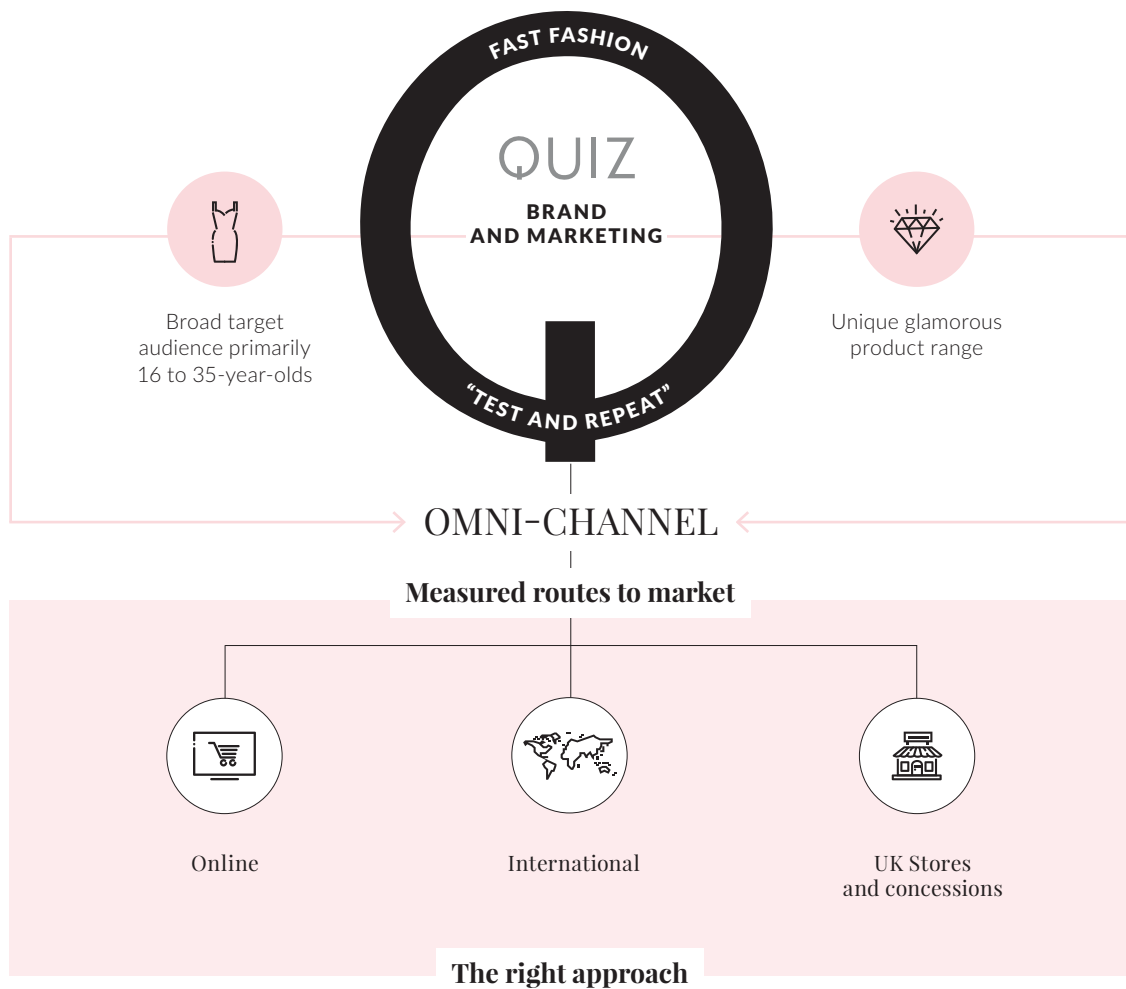 FAST FASHION
QUIZ
BRAND
AND MARKETING
Broad target
audience primarily
16 to 35-year-olds
Unique glamorous
product range
“TEST AND REPEAT”
OMNI-CHANNEL
Measured routes to market
Online
International
UK Stores
and concessions
The right approach